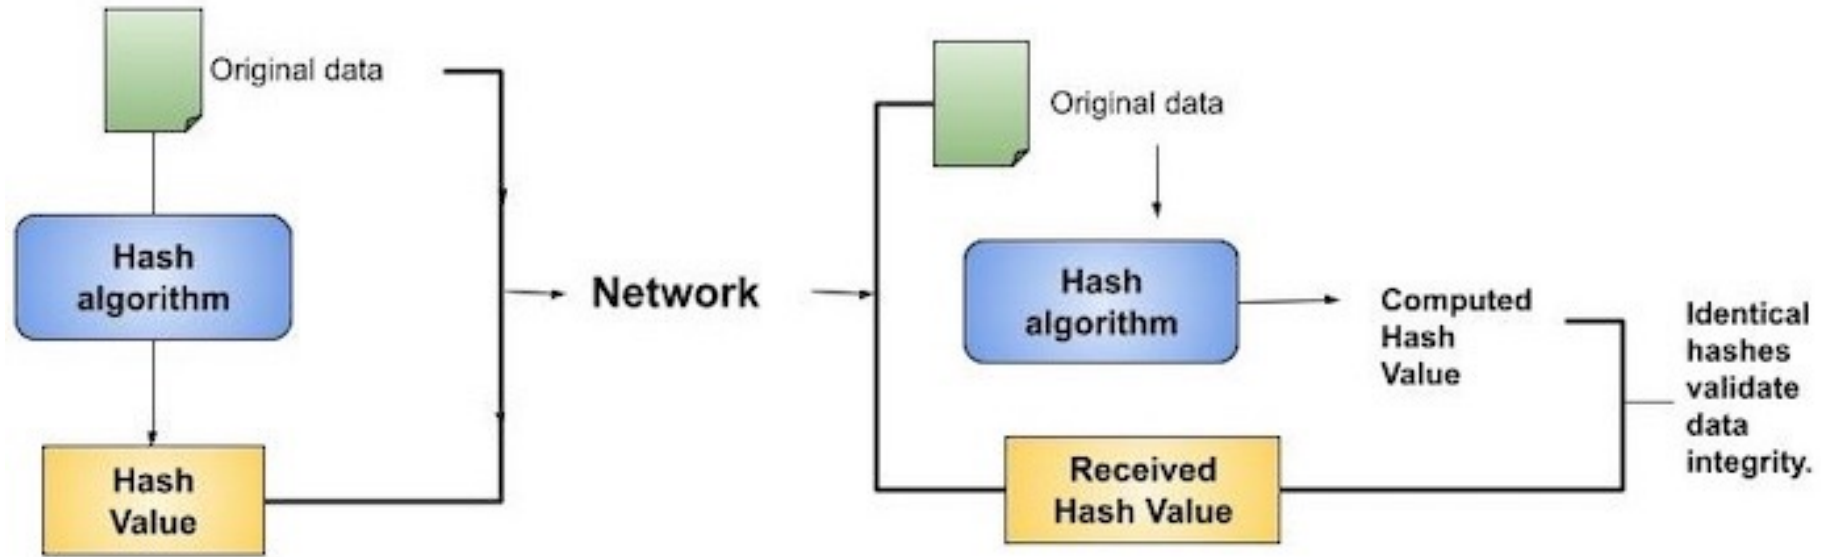 Original data
Hash
algorithm
Hash
Value
Network
Original data
Hash
algorithm
Computed
Hash
Value
Received
Hash Value
Identical
hashes
validate
data
integrity.